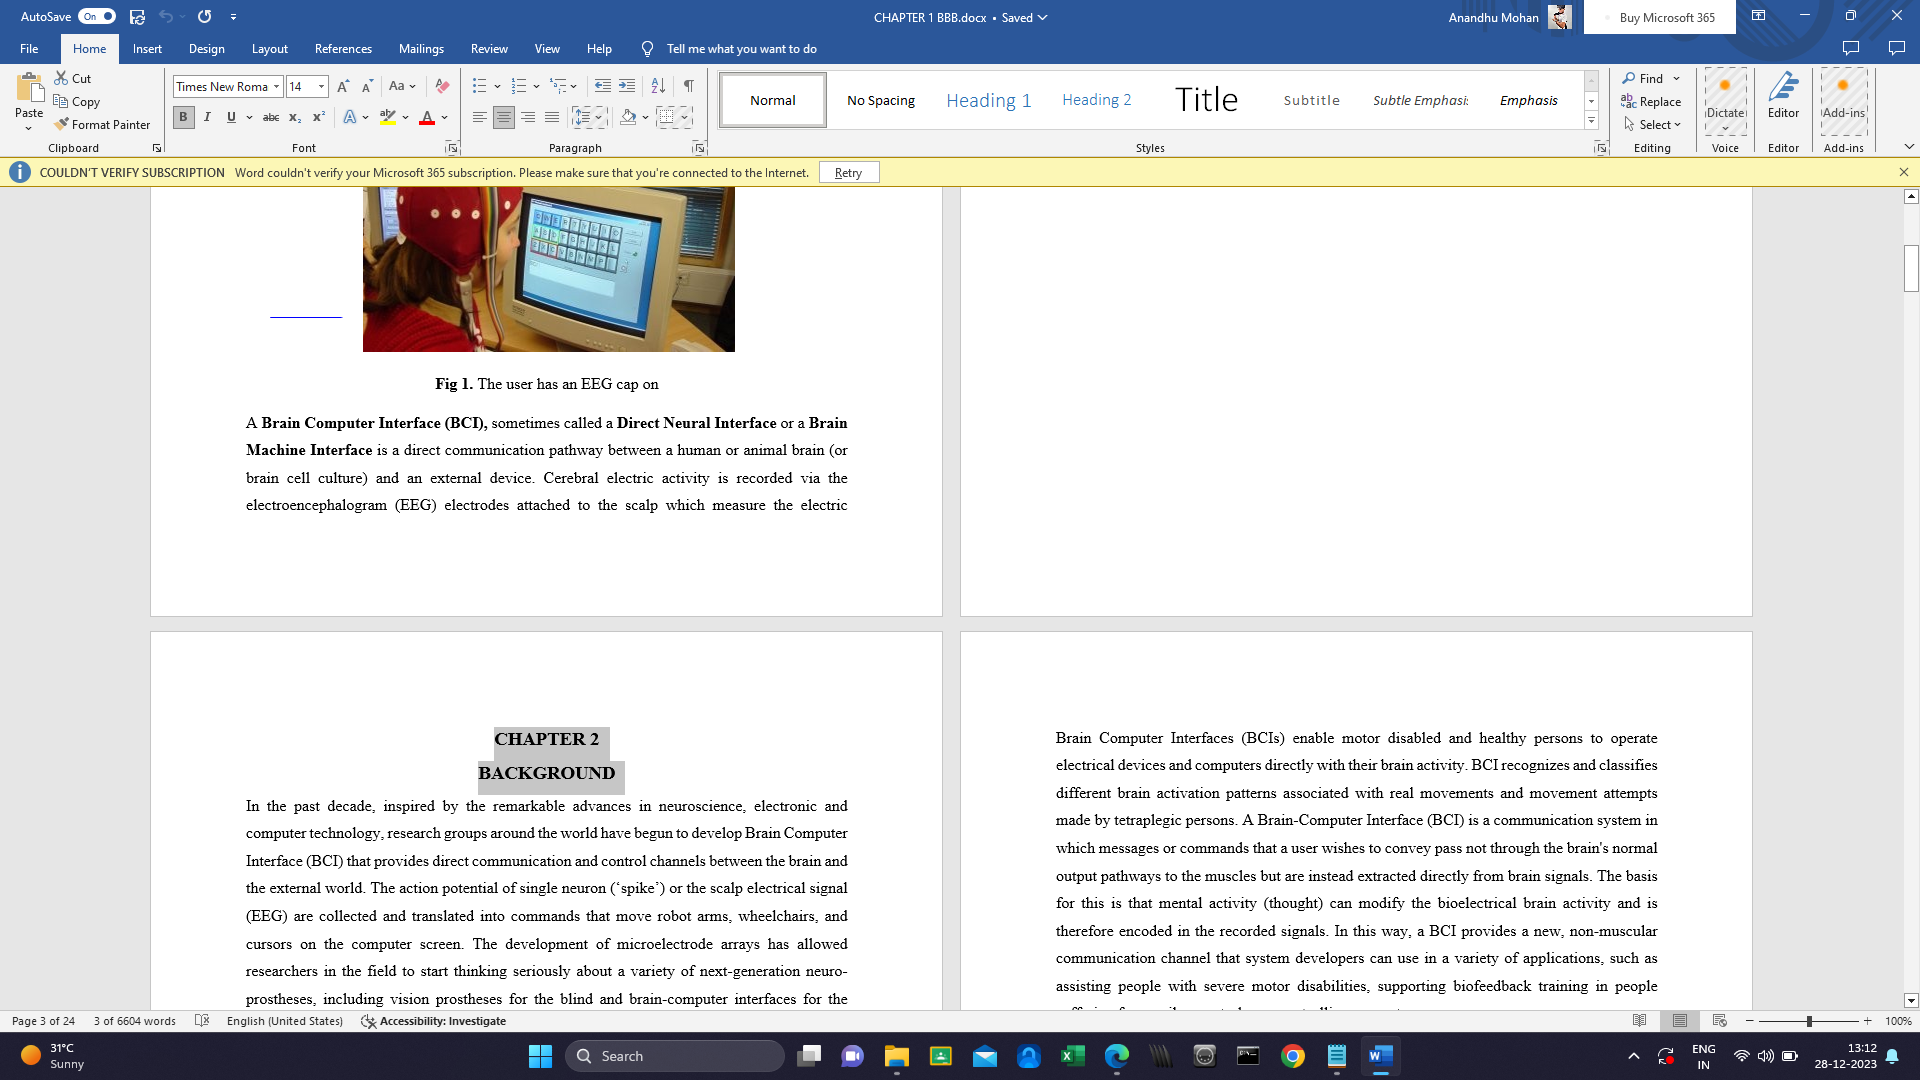 AutoSave On
CHAPTER 1 BBB.docx • Saved
Anandhu Mohan
Buy Microsoft 365
File Home Insert Design Layout References Mailings Review View Help Tell me what you want to do
Paste
Cut
Copy
Format Painter
Clipboard
Times New Roma 14
Font
Paragraph
Normal No Spacing Heading 1 Heading 2 Title Subtitle Subtle Emphasi Emphasis
Styles
Find
Replace
Select
Editing
Dictate
Voice
Editor
Editor
Add-ins
Add-ins
COULDN'T VERIFY SUBSCRIPTION Word couldn't verify your Microsoft 365 subscription. Please make sure that you're connected to the Internet. Retry
Fig 1. The user has an EEG cap on
A Brain Computer Interface (BCI), sometimes called a Direct Neural Interface or a Brain
Machine Interface is a direct communication pathway between a human or animal brain (or
brain cell culture) and an external device. Cerebral electric activity is recorded via the
electroencephalogram (EEG) electrodes attached to the scalp which measure the electric
CHAPTER 2
BACKGROUND
In the past decade, inspired by the remarkable advances in neuroscience, electronic and
computer technology, research groups around the world have begun to develop Brain Computer
Interface (BCI) that provides direct communication and control channels between the brain and
the external world. The action potential of single neuron (‘spike’) or the scalp electrical signal
(EEG) are collected and translated into commands that move robot arms, wheelchairs, and
cursors on the computer screen. The development of microelectrode arrays has allowed
researchers in the field to start thinking seriously about a variety of next-generation neuro-
prostheses, including vision prostheses for the blind and brain-computer interfaces for the
Brain Computer Interfaces (BCIs) enable motor disabled and healthy persons to operate
electrical devices and computers directly with their brain activity. BCI recognizes and classifies
different brain activation patterns associated with real movements and movement attempts
made by tetraplegic persons. A Brain-Computer Interface (BCI) is a communication system in
which messages or commands that a user wishes to convey pass not through the brain's normal
output pathways to the muscles but are instead extracted directly from brain signals. The basis
for this is that mental activity (thought) can modify the bioelectrical brain activity and is
therefore encoded in the recorded signals. In this way, a BCI provides a new, non-muscular
communication channel that system developers can use in a variety of applications, such as
assisting people with severe motor disabilities, supporting biofeedback training in people
Page 3 of 24 3 of 6604 words English (United States) Accessibility: Investigate 100%
31°C
Sunny
Search
ENG
IN
13:12
28-12-2023